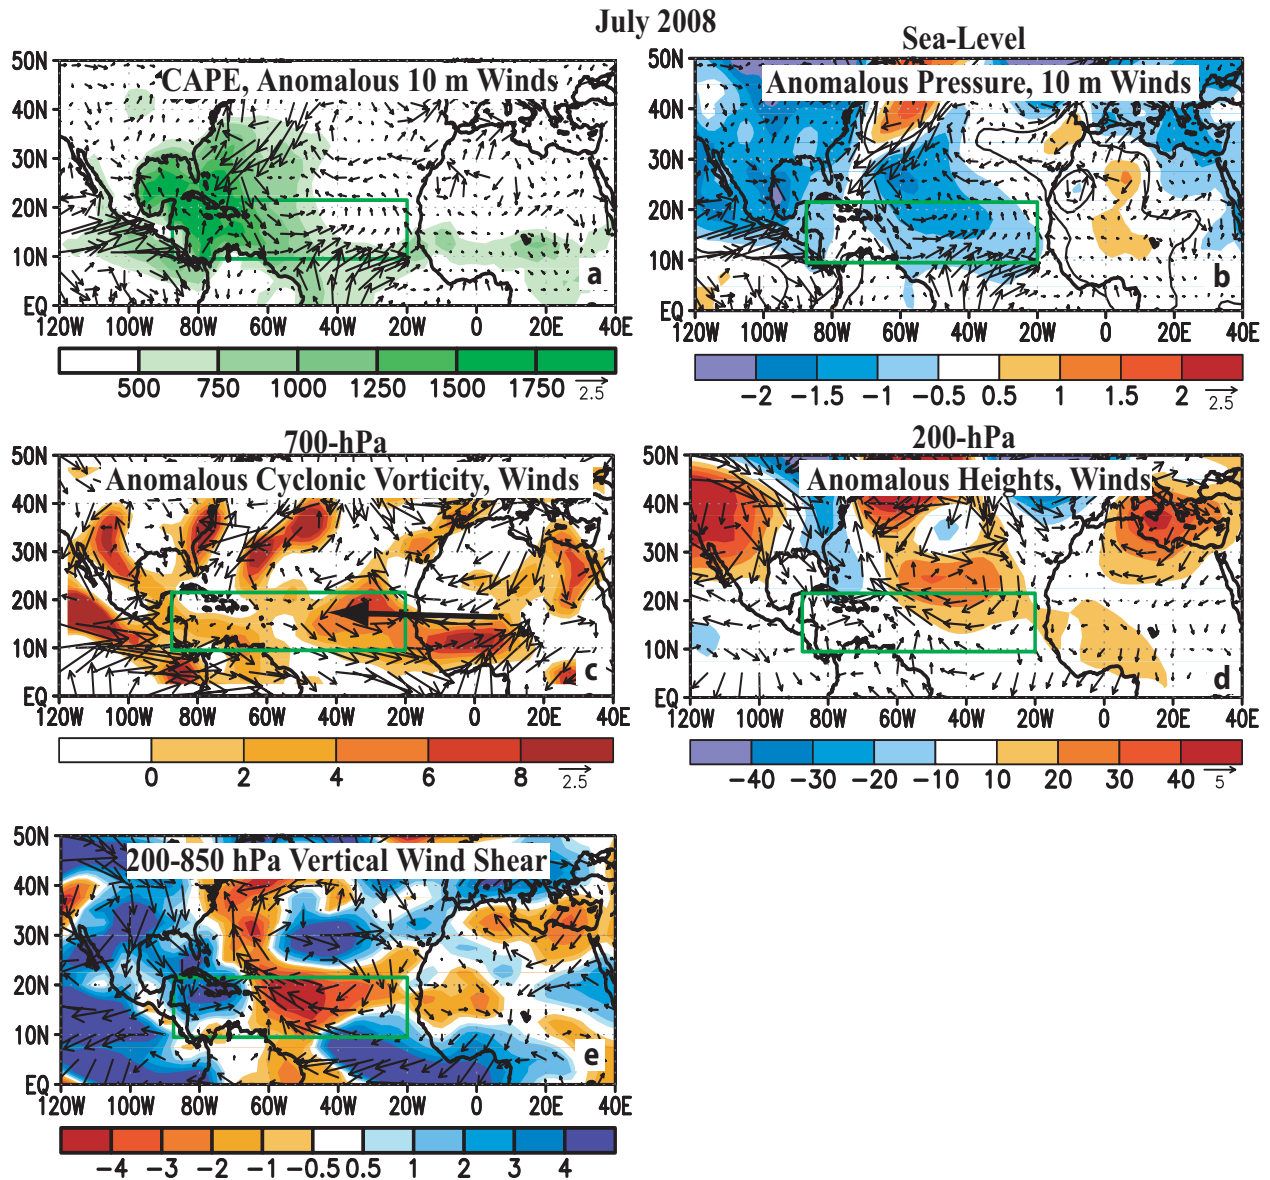 July 2008
CAPE, Anomalous 10 m Winds
50N
40N
30N
20N
10N
EQ
120W 100W 80W 60W 40W 20W 0 20E 40E
a
500 750 1000 1250 1500 1750 2.5
Sea-Level
Anomalous Pressure, 10 m Winds
50N
40N
30N
20N
10N
EQ
120W 100W 80W 60W 40W 20W 0 20E 40E
b
-2 -1.5 -1 -0.5 0.5 1 1.5 2 2.5
700-hPa
Anomalous Cyclonic Vorticity, Winds
50N
40N
30N
20N
10N
EQ
120W 100W 80W 60W 40W 20W 0 20E 40E
c
0 2 4 6 8 2.5
200-hPa
Anomalous Heights, Winds
50N
40N
30N
20N
10N
EQ
120W 100W 80W 60W 40W 20W 0 20E 40E
d
-40 -30 -20 -10 10 20 30 40 5
200-850 hPa Vertical Wind Shear
50N
40N
30N
20N
10N
EQ
120W 100W 80W 60W 40W 20W 0 20E 40E
e
-4 -3 -2 -1 -0.5 0.5 1 2 3 4